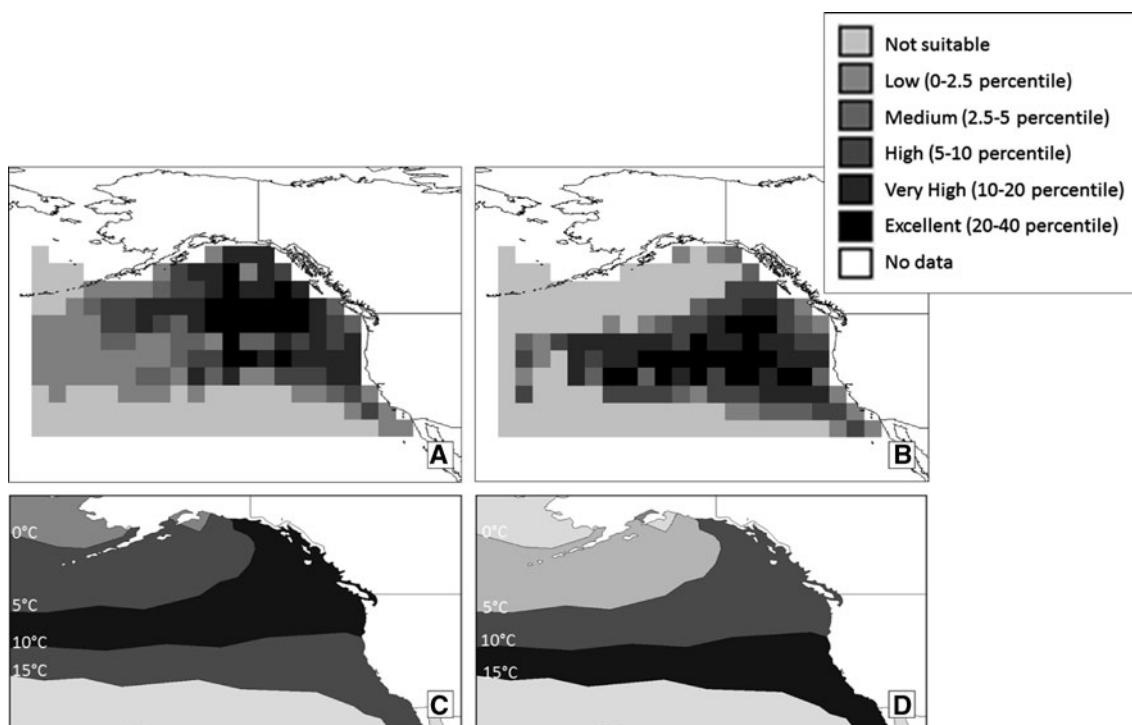 Not suitable
Low (0-2.5 percentile)
Medium (2.5-5 percentile)
High (5-10 percentile)
Very High (10-20 percentile)
Excellent (20-40 percentile)
No data
A
B
0°C
5°C
10°C
15°C
C
0°C
5°C
10°C
15°C
D